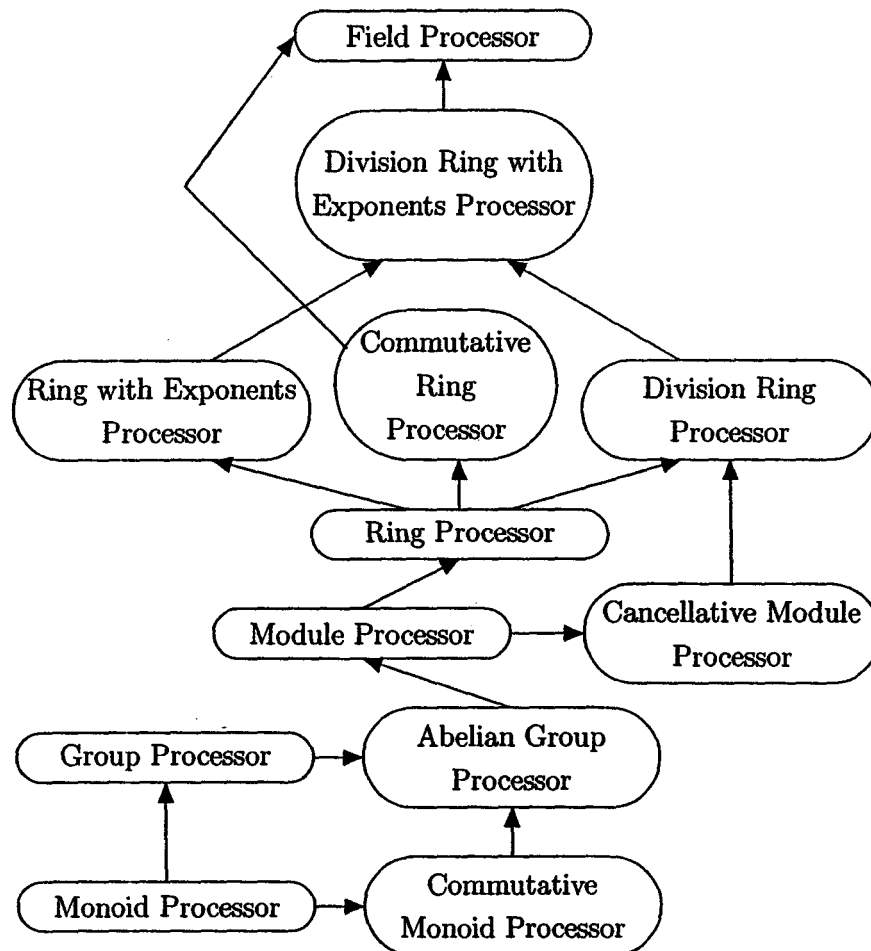 Field Processor
Division Ring with
Exponents Processor
Commutative
Ring
Processor
Ring with Exponents
Processor
Division Ring
Processor
Ring Processor
Module Processor
Cancellative Module
Processor
Group Processor
Abelian Group
Processor
Monoid Processor
Commutative
Monoid Processor